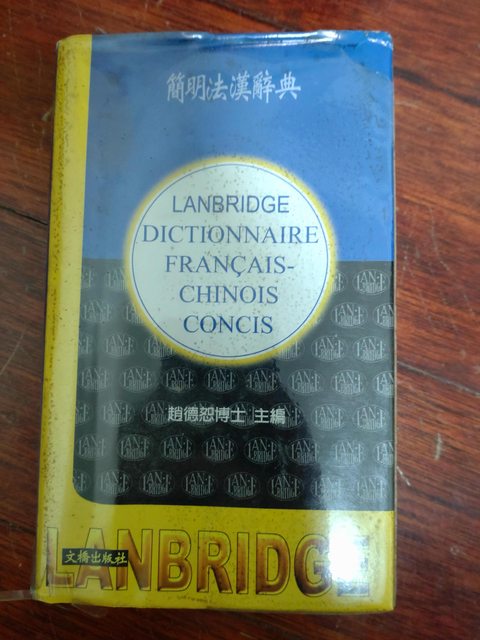 簡明法漢辭典
LANBRIDGE
DICTIONNAIRE
FRANÇAIS-
CHINOIS
CONCIS
趙德恕博士 主編
LANBRIDGE
文橋出版社